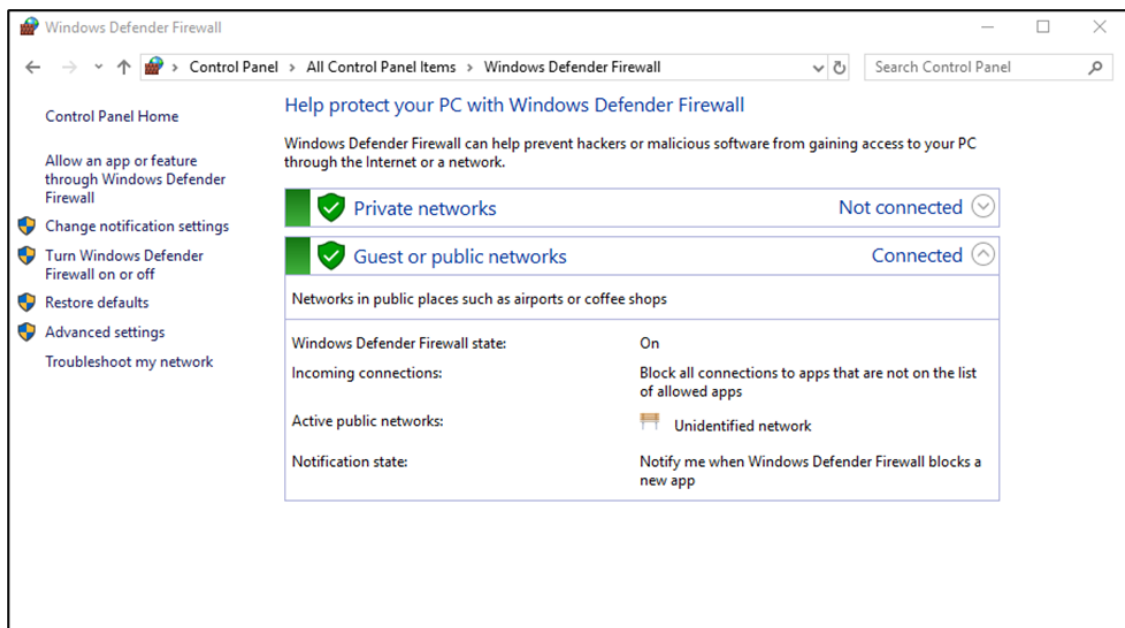 Windows Defender Firewall
Control Panel > All Control Panel Items > Windows Defender Firewall
Search Control Panel
Control Panel Home
Allow an app or feature
through Windows Defender
Firewall
Change notification settings
Turn Windows Defender
Firewall on or off
Restore defaults
Advanced settings
Troubleshoot my network
Help protect your PC with Windows Defender Firewall
Windows Defender Firewall can help prevent hackers or malicious software from gaining access to your PC
through the Internet or a network.
Private networks
Not connected
Guest or public networks
Connected
Networks in public places such as airports or coffee shops
Windows Defender Firewall state:
On
Incoming connections:
Block all connections to apps that are not on the list
of allowed apps
Active public networks:
Unidentified network
Notification state:
Notify me when Windows Defender Firewall blocks a
new app